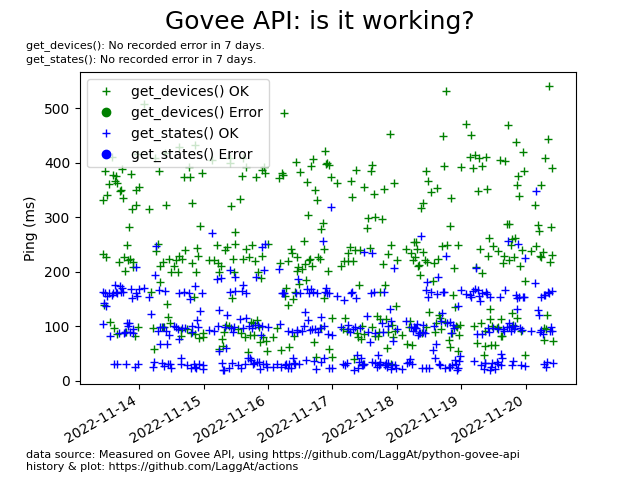 Govee API: is it working?
get_devices(): No recorded error in 7 days.
get_states(): No recorded error in 7 days.
get_devices() OK
get_devices() Error
get_states() OK
get_states() Error
Ping (ms)
500
400
300
200
100
0
2022-11-14
2022-11-15
2022-11-16
2022-11-17
2022-11-18
2022-11-19
2022-11-20
data source: Measured on Govee API, using https://github.com/LaggAt/python-govee-api
history & plot: https://github.com/LaggAt/actions